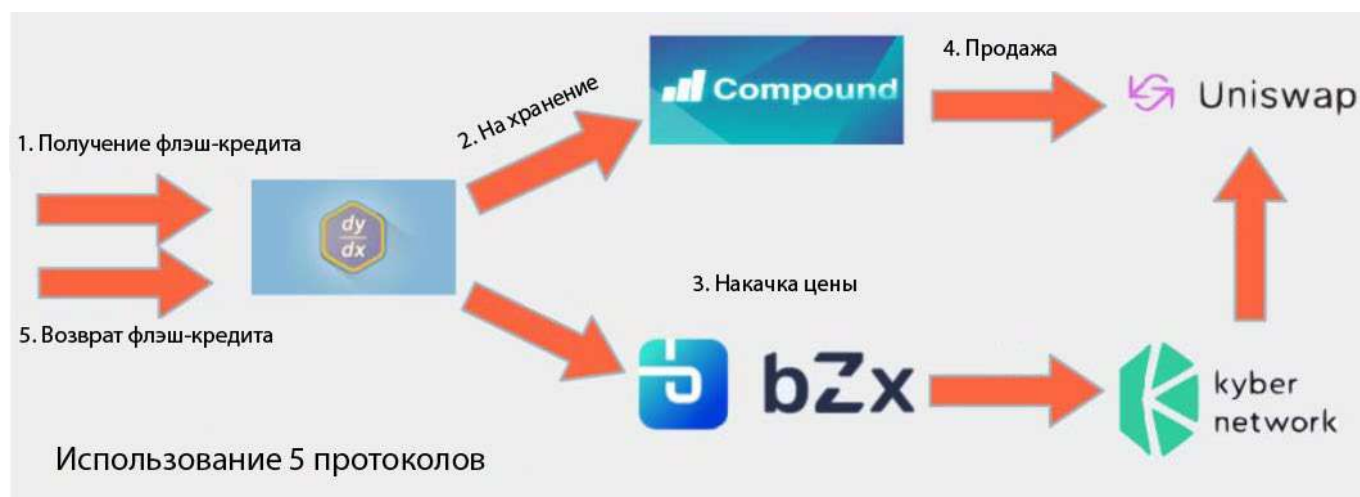 1. Получение флэш-кредита
2. На хранение
Compound
4. Продажа
Uniswap
dy
dx
5. Возврат флэш-кредита
3. Накачка цены
bZx
kyber
network
Использование 5 протоколов